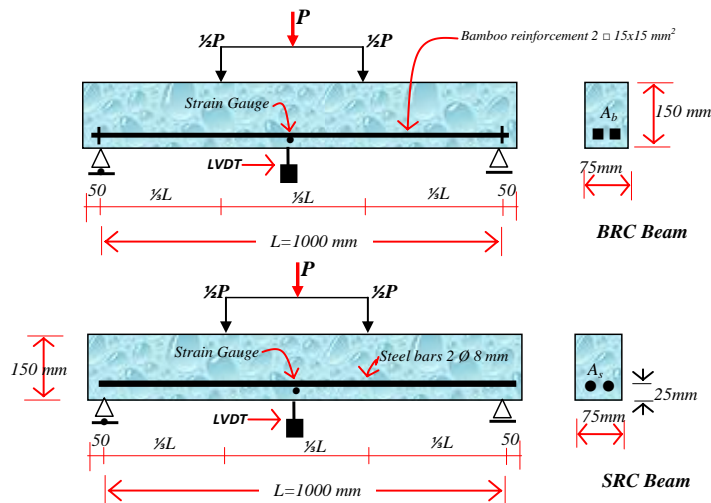 P
½P
½P
Bamboo reinforcement 2 □ 15x15 mm²
Strain Gauge
LVDT
A_b
150 mm
75mm
50
⅓L
⅓L
⅓L
50
L=1000 mm
BRC Beam
P
½P
½P
150 mm
Strain Gauge
Steel bars 2 Ø 8 mm
LVDT
A_s
25mm
75mm
50
⅓L
⅓L
⅓L
50
L=1000 mm
SRC Beam